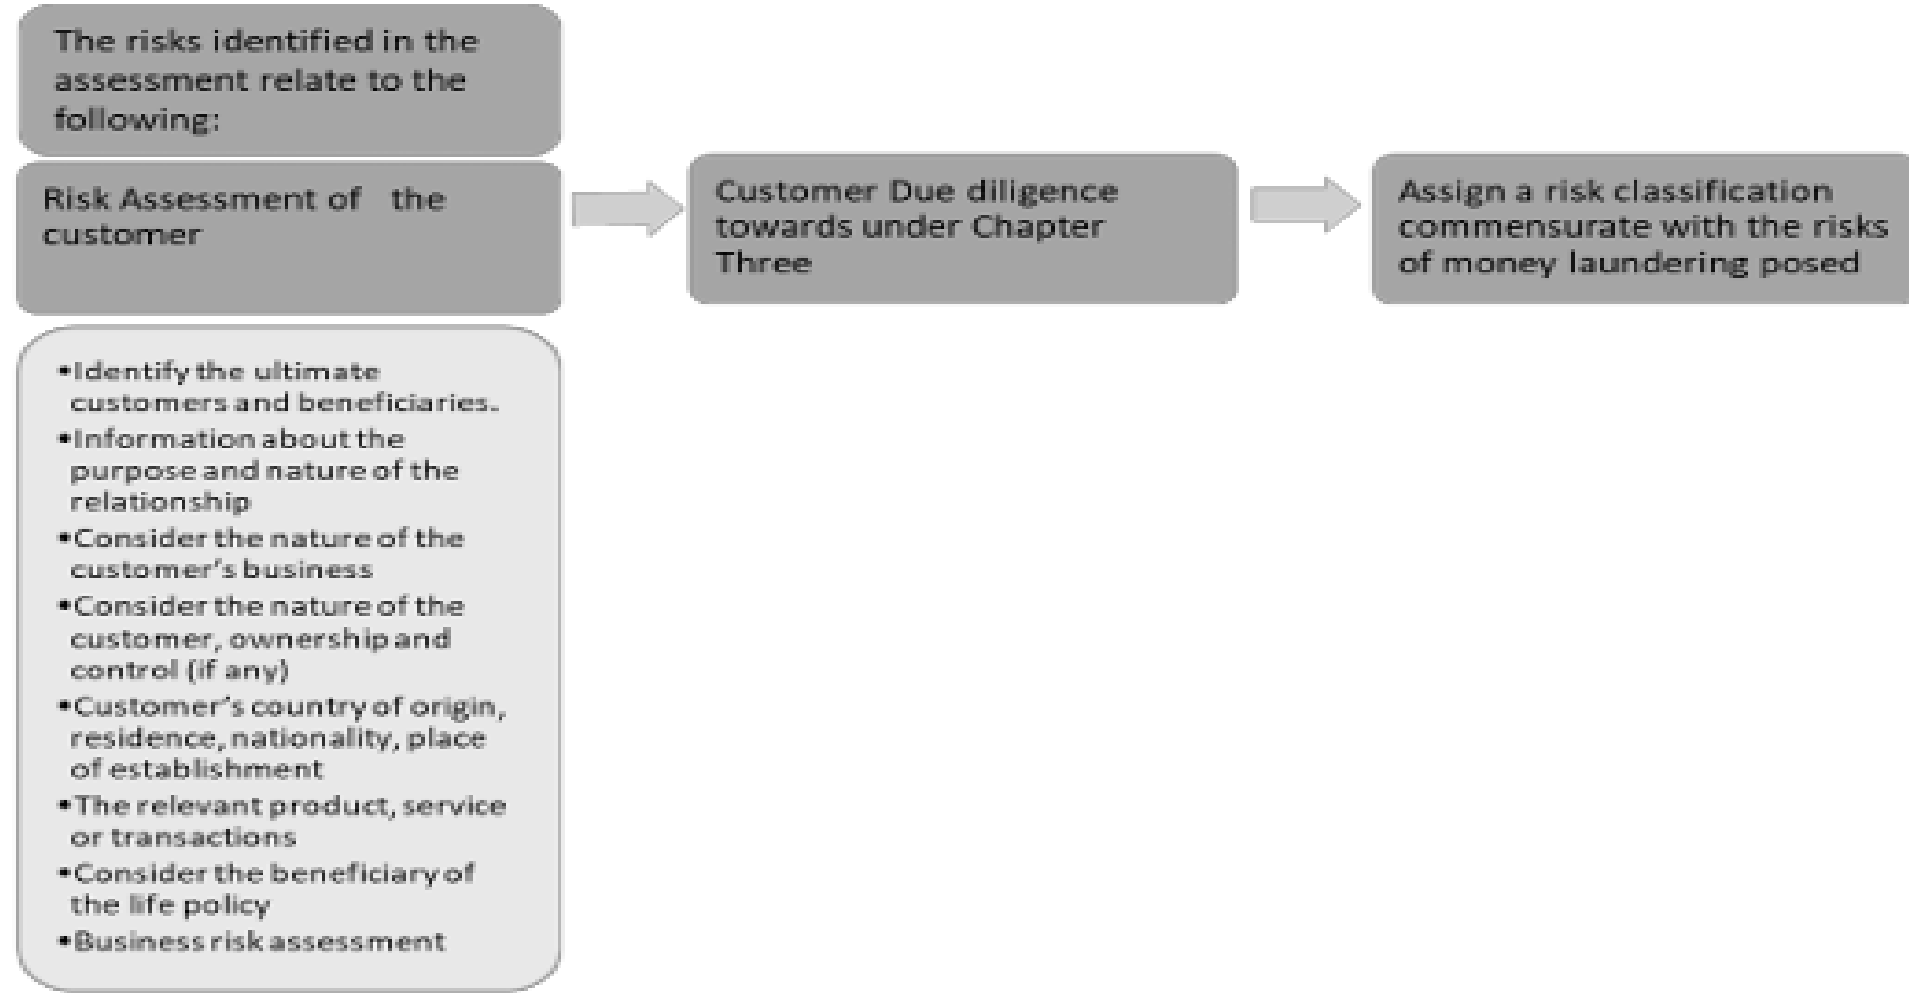 The risks identified in the
assessment relate to the
following:
Risk Assessment of the
customer
•Identify the ultimate
customers and beneficiaries.
•Information about the
purpose and nature of the
relationship
•Consider the nature of the
customer's business
•Consider the nature of the
customer, ownership and
control (if any)
•Customer's country of origin,
residence, nationality, place
of establishment
•The relevant product, service
or transactions
•Consider the beneficiary of
the life policy
•Business risk assessment
Customer Due diligence
towards under Chapter
Three
Assign a risk classification
commensurate with the risks
of money laundering posed